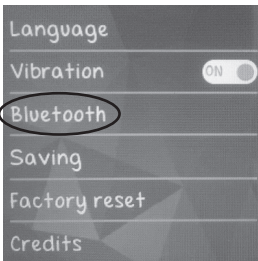 Language
Vibration ON
Bluetooth
Saving
Factory reset
Credits